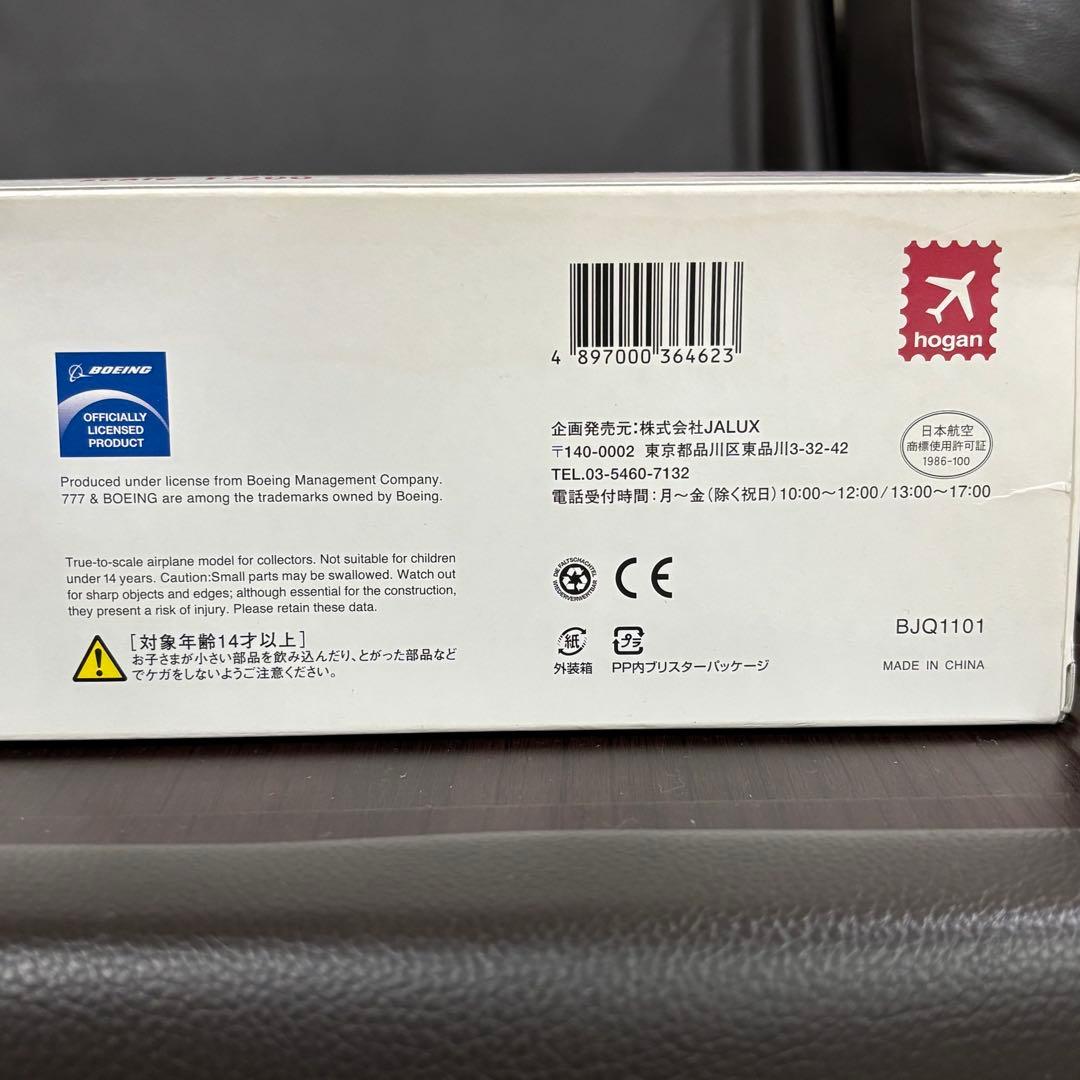 Scale 1:200
BOEING
OFFICIALLY
LICENSED
PRODUCT
Produced under license from Boeing Management Company.
777 & BOEING are among the trademarks owned by Boeing.
True-to-scale airplane model for collectors. Not suitable for children
under 14 years. Caution:Small parts may be swallowed. Watch out
for sharp objects and edges; although essential for the construction,
they present a risk of injury. Please retain these data.
[対象年齢14才以上]
お子さまが小さい部品を飲み込んだり、とがった部品など
でケガをしないようご注意ください。
4 897000 364623
hogan
企画発売元:株式会社JALUX
〒140-0002 東京都品川区東品川3-32-42
TEL.03-5460-7132
電話受付時間:月〜金(除く祝日)10:00〜12:00/13:00〜17:00
日本航空
商標使用許可証
1986-100
DIE FALTSCHACHTEL
WIEDERVERWERTBAR
CE
紙
外装箱
プラ
PP内ブリスターパッケージ
BJQ1101
MADE IN CHINA